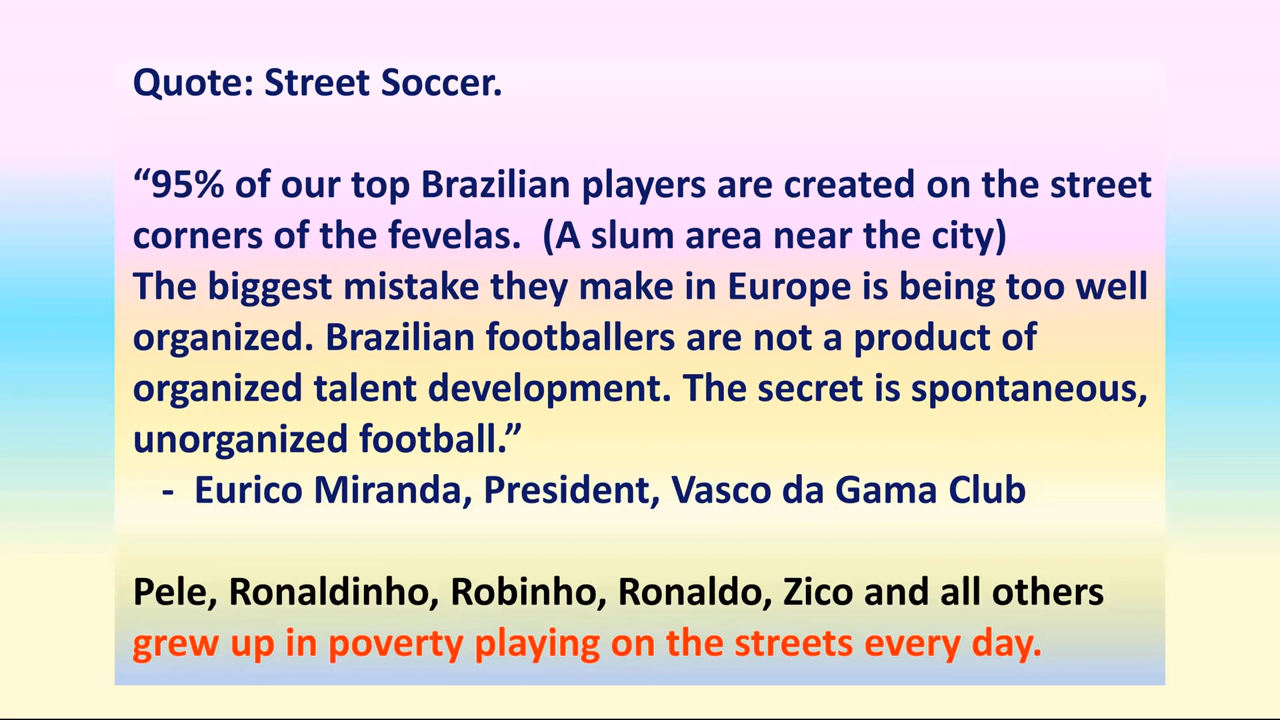 Quote: Street Soccer.
“95% of our top Brazilian players are created on the street
corners of the fevelas.  (A slum area near the city)
The biggest mistake they make in Europe is being too well
organized. Brazilian footballers are not a product of
organized talent development. The secret is spontaneous,
unorganized football.”
- Eurico Miranda, President, Vasco da Gama Club
Pele, Ronaldinho, Robinho, Ronaldo, Zico and all others
grew up in poverty playing on the streets every day.